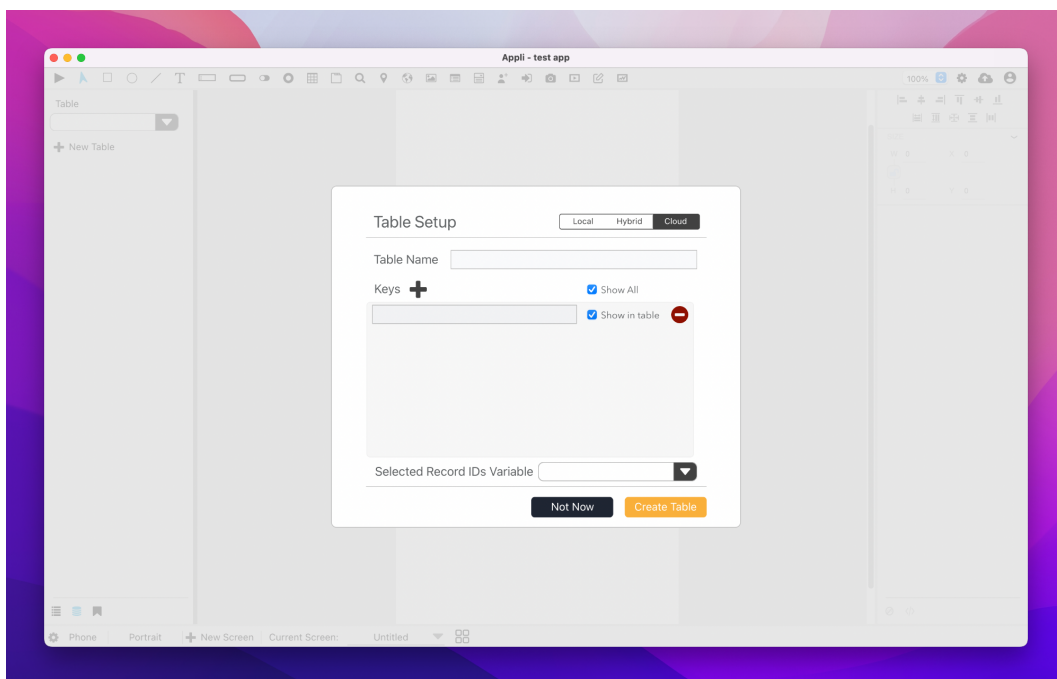 Appli - test app
T
100%
Table
New Table
Table Setup
Local Hybrid Cloud
Table Name
Keys
Show All
Show in table
Selected Record IDs Variable
Not Now Create Table
Phone Portrait New Screen Current Screen: Untitled